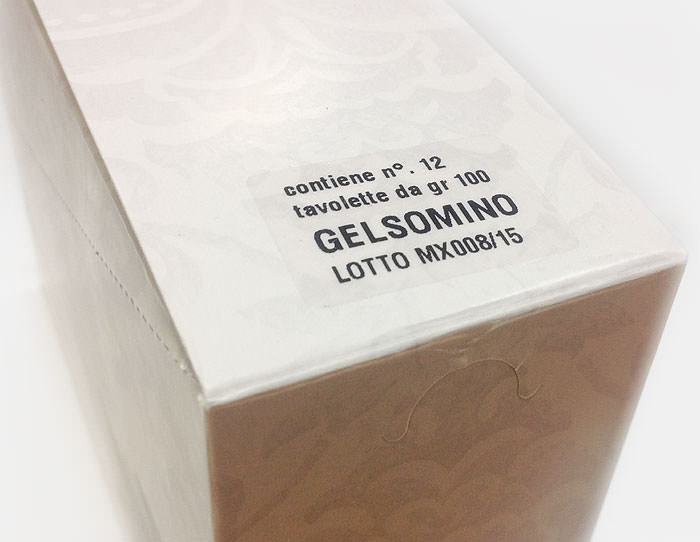 contiene n° . 12
tavolette da gr 100
GELSOMINO
LOTTO MX008/15